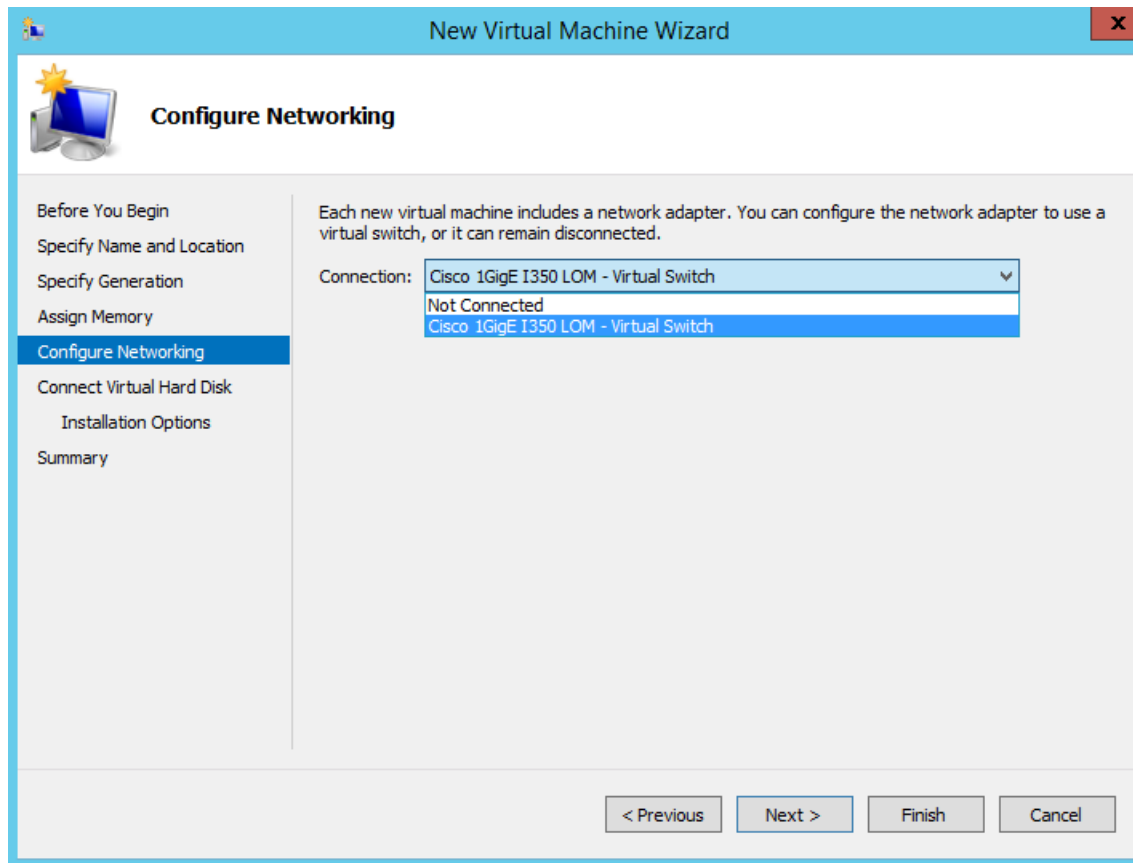 New Virtual Machine Wizard
x
Configure Networking
Before You Begin
Specify Name and Location
Specify Generation
Assign Memory
Configure Networking
Connect Virtual Hard Disk
Installation Options
Summary
Each new virtual machine includes a network adapter. You can configure the network adapter to use a
virtual switch, or it can remain disconnected.
Connection: Cisco 1GigE I350 LOM - Virtual Switch
Not Connected
Cisco 1GigE I350 LOM - Virtual Switch
< Previous Next > Finish Cancel